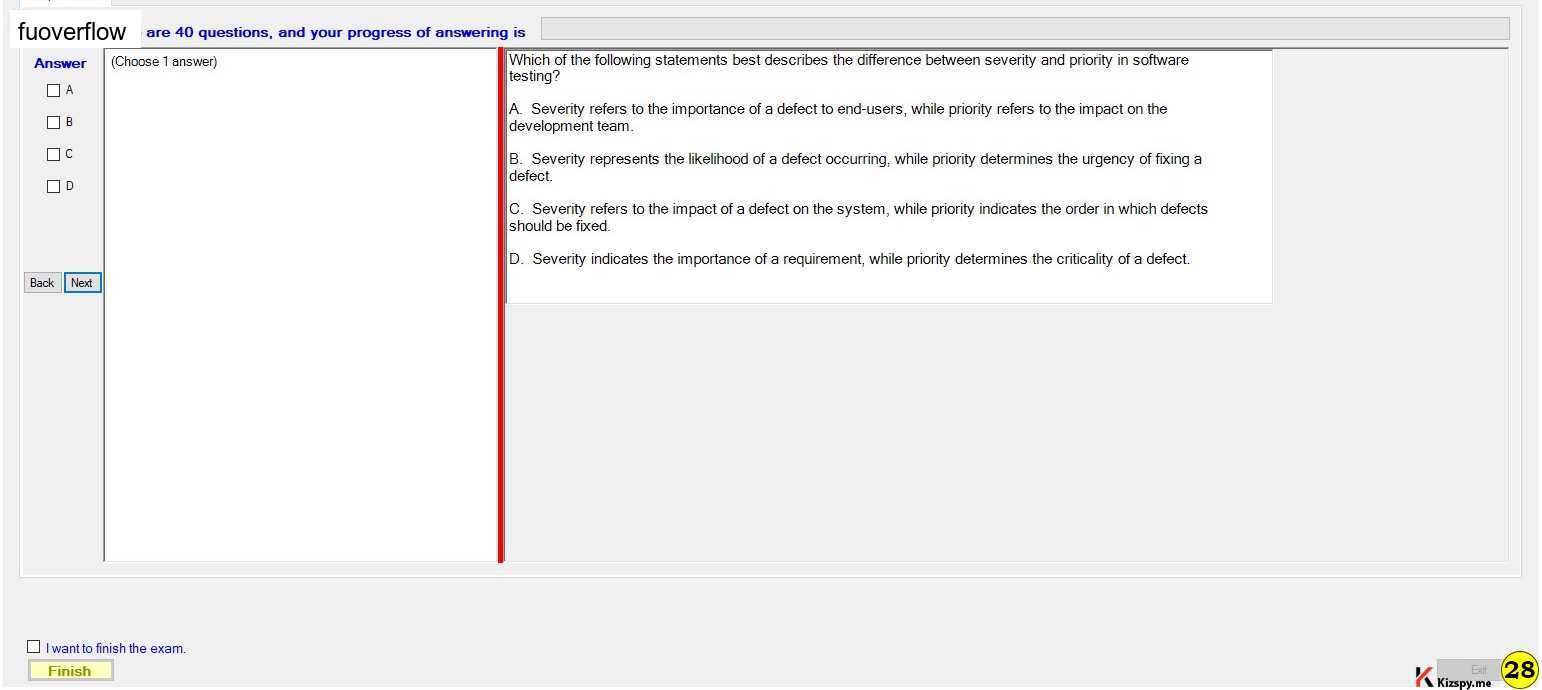 fuoverflow are 40 questions, and your progress of answering is
Answer
(Choose 1 answer)
A
B
C
D
Back Next
Which of the following statements best describes the difference between severity and priority in software
testing?
A. Severity refers to the importance of a defect to end-users, while priority refers to the impact on the
development team.
B. Severity represents the likelihood of a defect occurring, while priority determines the urgency of fixing a
defect.
C. Severity refers to the impact of a defect on the system, while priority indicates the order in which defects
should be fixed.
D. Severity indicates the importance of a requirement, while priority determines the criticality of a defect.
I want to finish the exam.
Finish
Exit
28
Kizspy.me